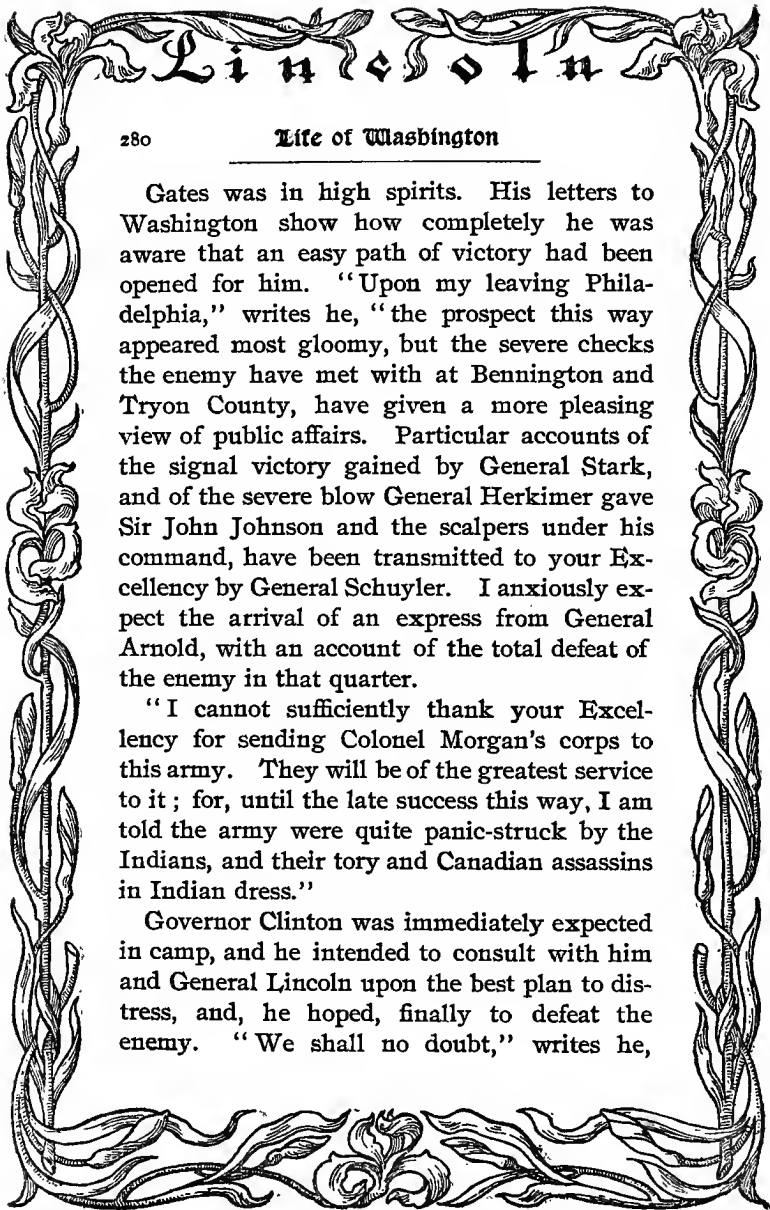 Lincoln
280 Life of Washington
Gates was in high spirits. His letters to
Washington show how completely he was
aware that an easy path of victory had been
opened for him. "Upon my leaving Phila-
delphia," writes he, "the prospect this way
appeared most gloomy, but the severe checks
the enemy have met with at Bennington and
Tryon County, have given a more pleasing
view of public affairs. Particular accounts of
the signal victory gained by General Stark,
and of the severe blow General Herkimer gave
Sir John Johnson and the scalpers under his
command, have been transmitted to your Ex-
cellency by General Schuyler. I anxiously ex-
pect the arrival of an express from General
Arnold, with an account of the total defeat of
the enemy in that quarter.
"I cannot sufficiently thank your Excel-
lency for sending Colonel Morgan's corps to
this army. They will be of the greatest service
to it; for, until the late success this way, I am
told the army were quite panic-struck by the
Indians, and their tory and Canadian assassins
in Indian dress."
Governor Clinton was immediately expected
in camp, and he intended to consult with him
and General Lincoln upon the best plan to dis-
tress, and, he hoped, finally to defeat the
enemy. "We shall no doubt," writes he,